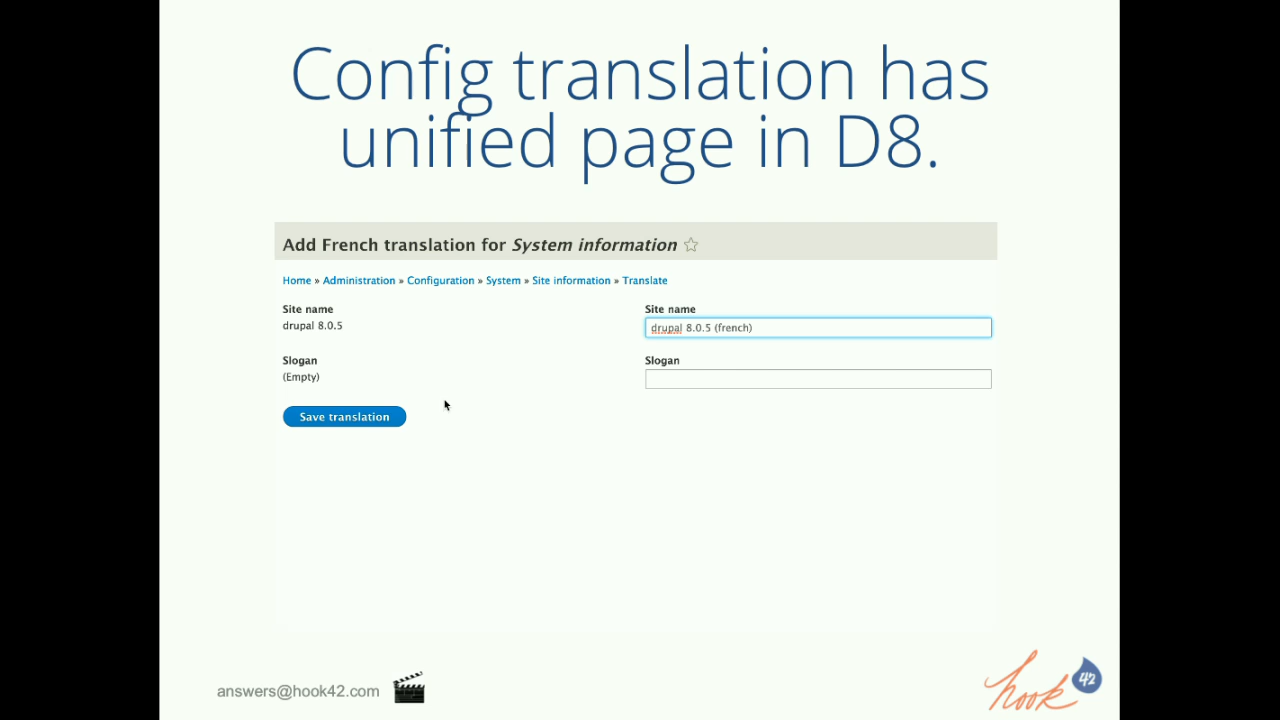 Config translation has
unified page in D8.
Add French translation for System information
Home » Administration » Configuration » System » Site information » Translate
Site name
drupal 8.0.5
Site name
drupal 8.0.5 (french)
Slogan
(Empty)
Slogan
Save translation
answers@hook42.com
hook 42